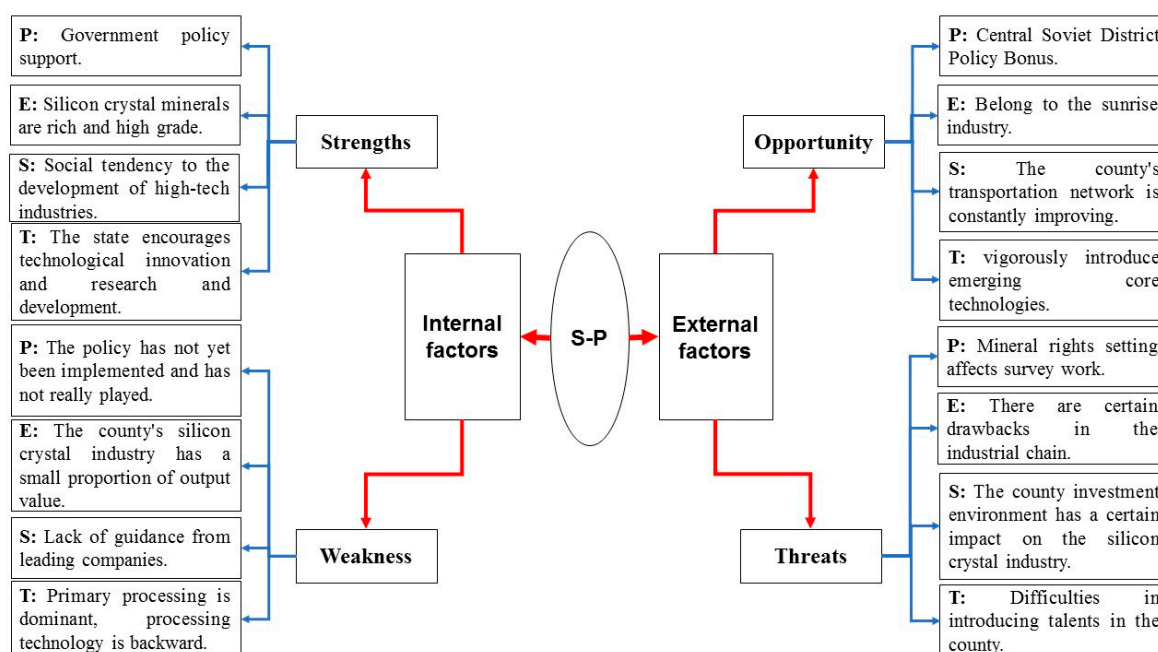 P: Government policy
support.
E: Silicon crystal minerals
are rich and high grade.
S: Social tendency to the
development of high-tech
industries.
T: The state encourages
technological innovation
and research and
development.
Strengths
P: The policy has not yet
been implemented and has
not really played.
E: The county's silicon
crystal industry has a
small proportion of output
value.
S: Lack of guidance from
leading companies.
T: Primary processing is
dominant, processing
technology is backward.
Weakness
Internal
factors
S-P
External
factors
Opportunity
P: Central Soviet District
Policy Bonus.
E: Belong to the sunrise
industry.
S: The county's
transportation network is
constantly improving.
T: vigorously introduce
emerging core
technologies.
Threats
P: Mineral rights setting
affects survey work.
E: There are certain
drawbacks in the
industrial chain.
S: The county investment
environment has a certain
impact on the silicon
crystal industry.
T: Difficulties in
introducing talents in the
county.